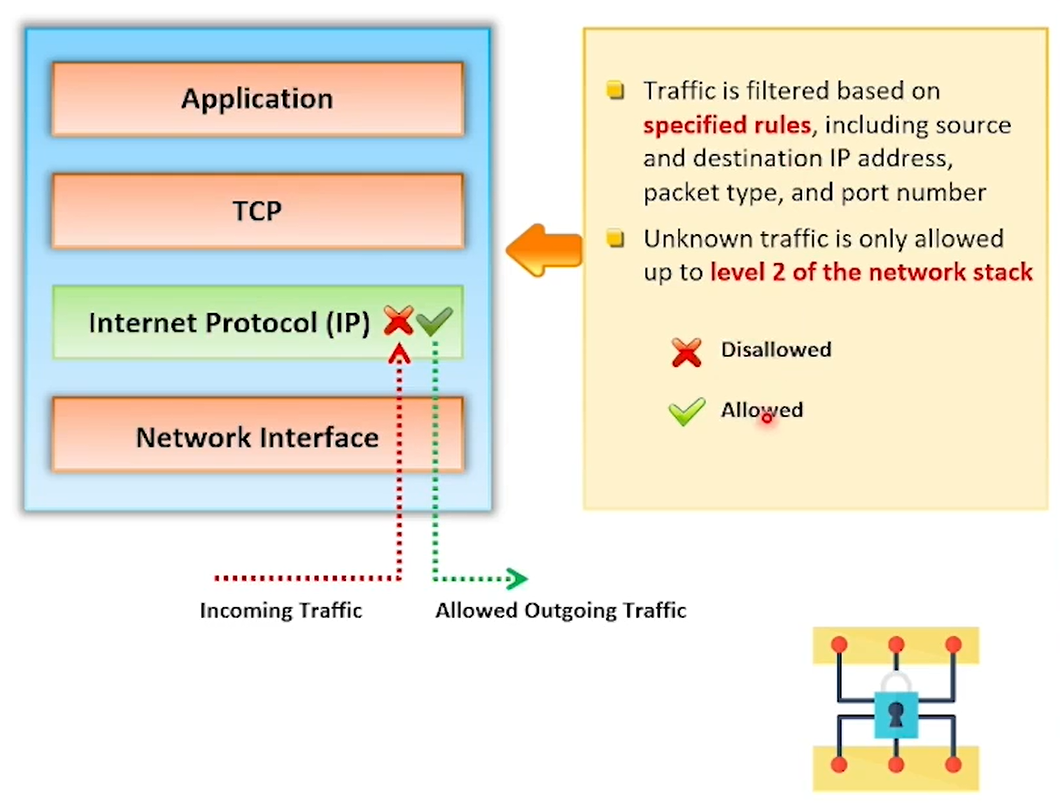 Application
TCP
Internet Protocol (IP)
Network Interface
Incoming Traffic
Allowed Outgoing Traffic
Traffic is filtered based on
specified rules, including source
and destination IP address,
packet type, and port number
Unknown traffic is only allowed
up to level 2 of the network stack
Disallowed
Allowed